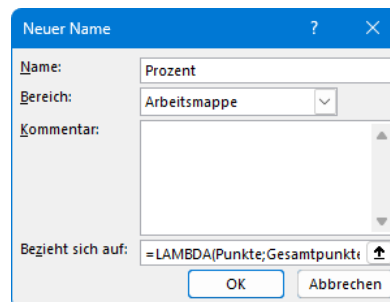 Neuer Name ?
Name: Prozent
Bereich: Arbeitsmappe
Kommentar:
Bezieht sich auf: =LAMBDA(Punkte;Gesamtpunkte
OK Abbrechen